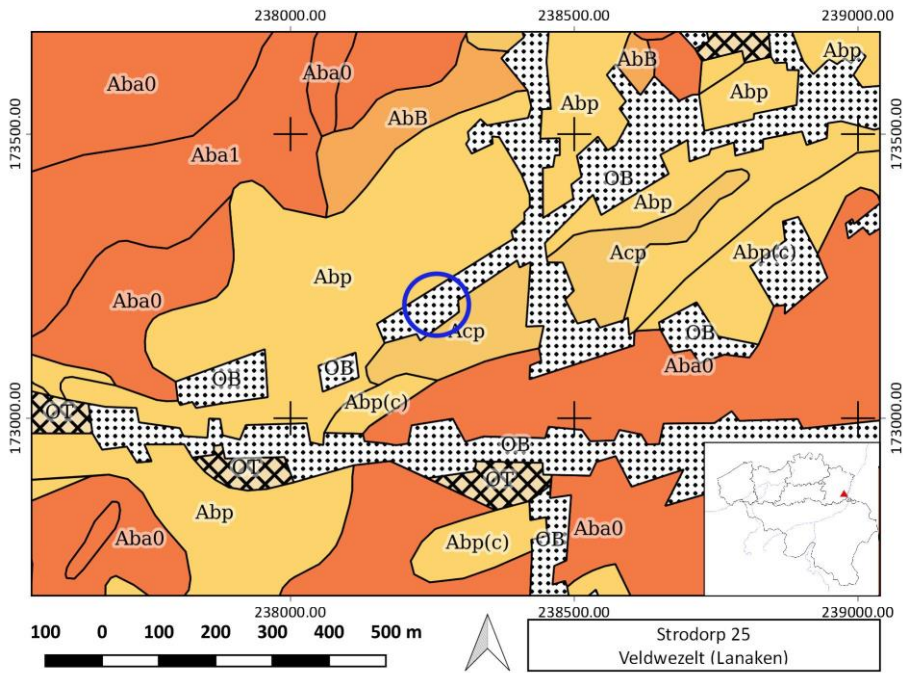 238000.00 238500.00 239000.00
Aba0 Aba0 AbB Abp
AbB Abp Abp
173500.00 173500.00
Aba1
OB
Abp
Acp Abp(c)
Abp
Aba0
Acp
OB
OB OB Aba0
Abp(c)
OT
173000.00 173000.00
OB
OT OT
Abp
Aba0 Abp(c) OB Aba0
238000.00 238500.00 239000.00
100 0 100 200 300 400 500 m
Strodorp 25
Veldwezelt (Lanaken)